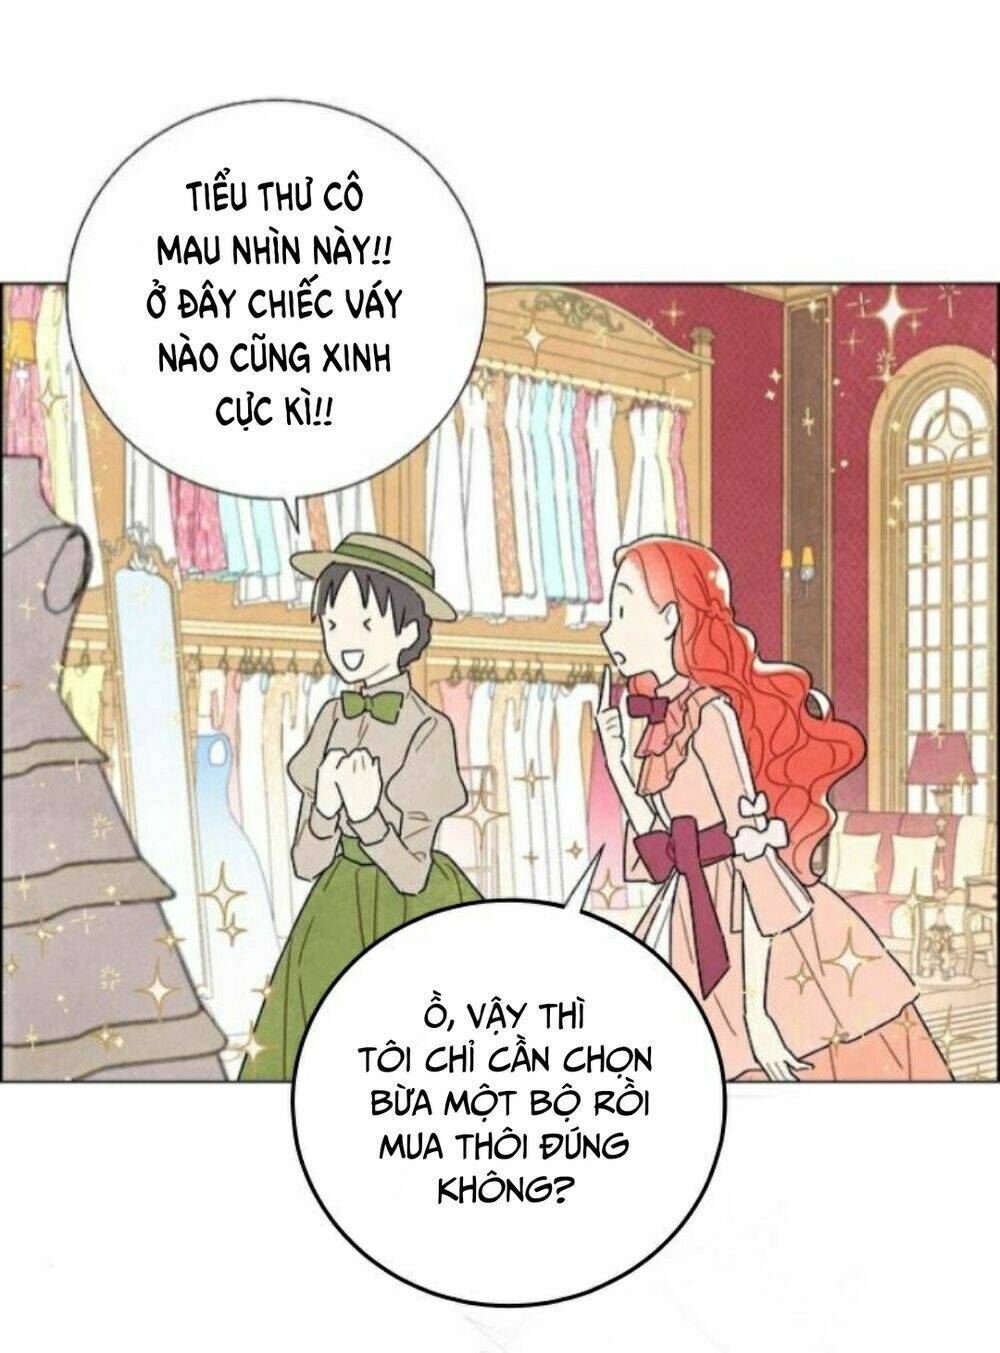 TIỂU THƯ CÔ
MAU NHÌN NÀY!!
Ở ĐÂY CHIẾC VÁY
NÀO CŨNG XINH
CỰC KÌ!!
Ồ, VẬY THÌ
TÔI CHỈ CẦN CHỌN
BỪA MỘT BỘ RỒI
MUA THÔI ĐÚNG
KHÔNG?